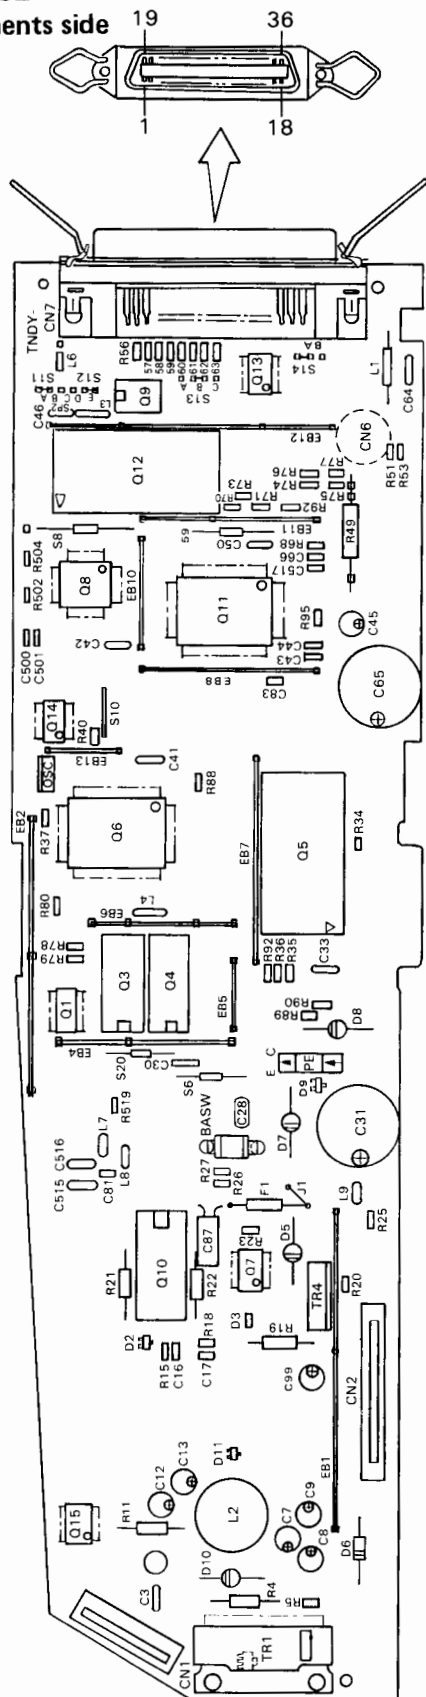 ents side
19 36
1 18
TNDY-
CN7
L6
R56
57
58
59
60
61
62
63
A
B
C
S13
Q13
S14
B A
L1
C64
S11
S12
A
B
C
D
E
C46
SP2
L3
Q9
EB12
CN6
Q12
R77
R76
R74
R75
R73
R70
R71
R92
R51
R53
S8
59
EB11
R49
R504
R502
Q8
EB10
C50
R68
C66
C517
Q11
R95
C45
C500
C501
C42
C44
C43
EB8
C83
C65
Q14
R40
S10
OSC
EB13
C41
EB2
R37
Q6
R88
EB7
Q5
R34
R80
EB6
L4
R78
R79
Q3
Q4
R92
R36
R35
C33
Q1
EB5
R90
R89
D8
EB4
S20
C30
S6
E C
PE
D9
R519
BASW
C28
D7
C31
C516
L7
C515
C81
L8
R27
R26
F1
J1
L9
R25
R21
Q10
C87
R22
R23
Q7
D5
TR4
R20
D2
R15
C16
R18
C17
D3
R19
C99
CN2
D11
C13
C12
EB1
Q15
R11
L2
C9
C7
C8
D6
C3
D10
R4
R5
CN1
TR1